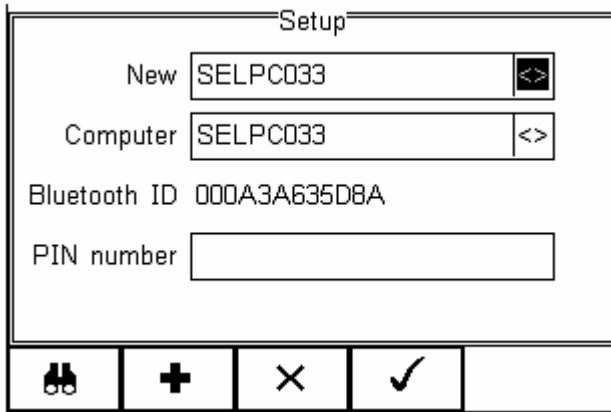 Setup
New SELPC033 <>
Computer SELPC033 <>
Bluetooth ID 000A3A635D8A
PIN number